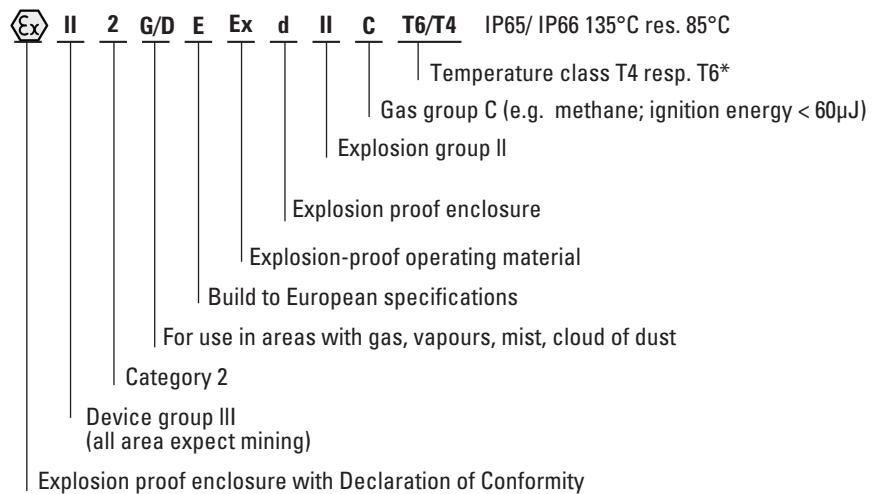 Ex II 2 G/D E Ex d II C T6/T4 IP65/ IP66 135°C res. 85°C
Temperature class T4 resp. T6*
Gas group C (e.g. methane; ignition energy < 60µJ)
Explosion group II
Explosion proof enclosure
Explosion-proof operating material
Build to European specifications
For use in areas with gas, vapours, mist, cloud of dust
Category 2
Device group III
(all area expect mining)
Explosion proof enclosure with Declaration of Conformity